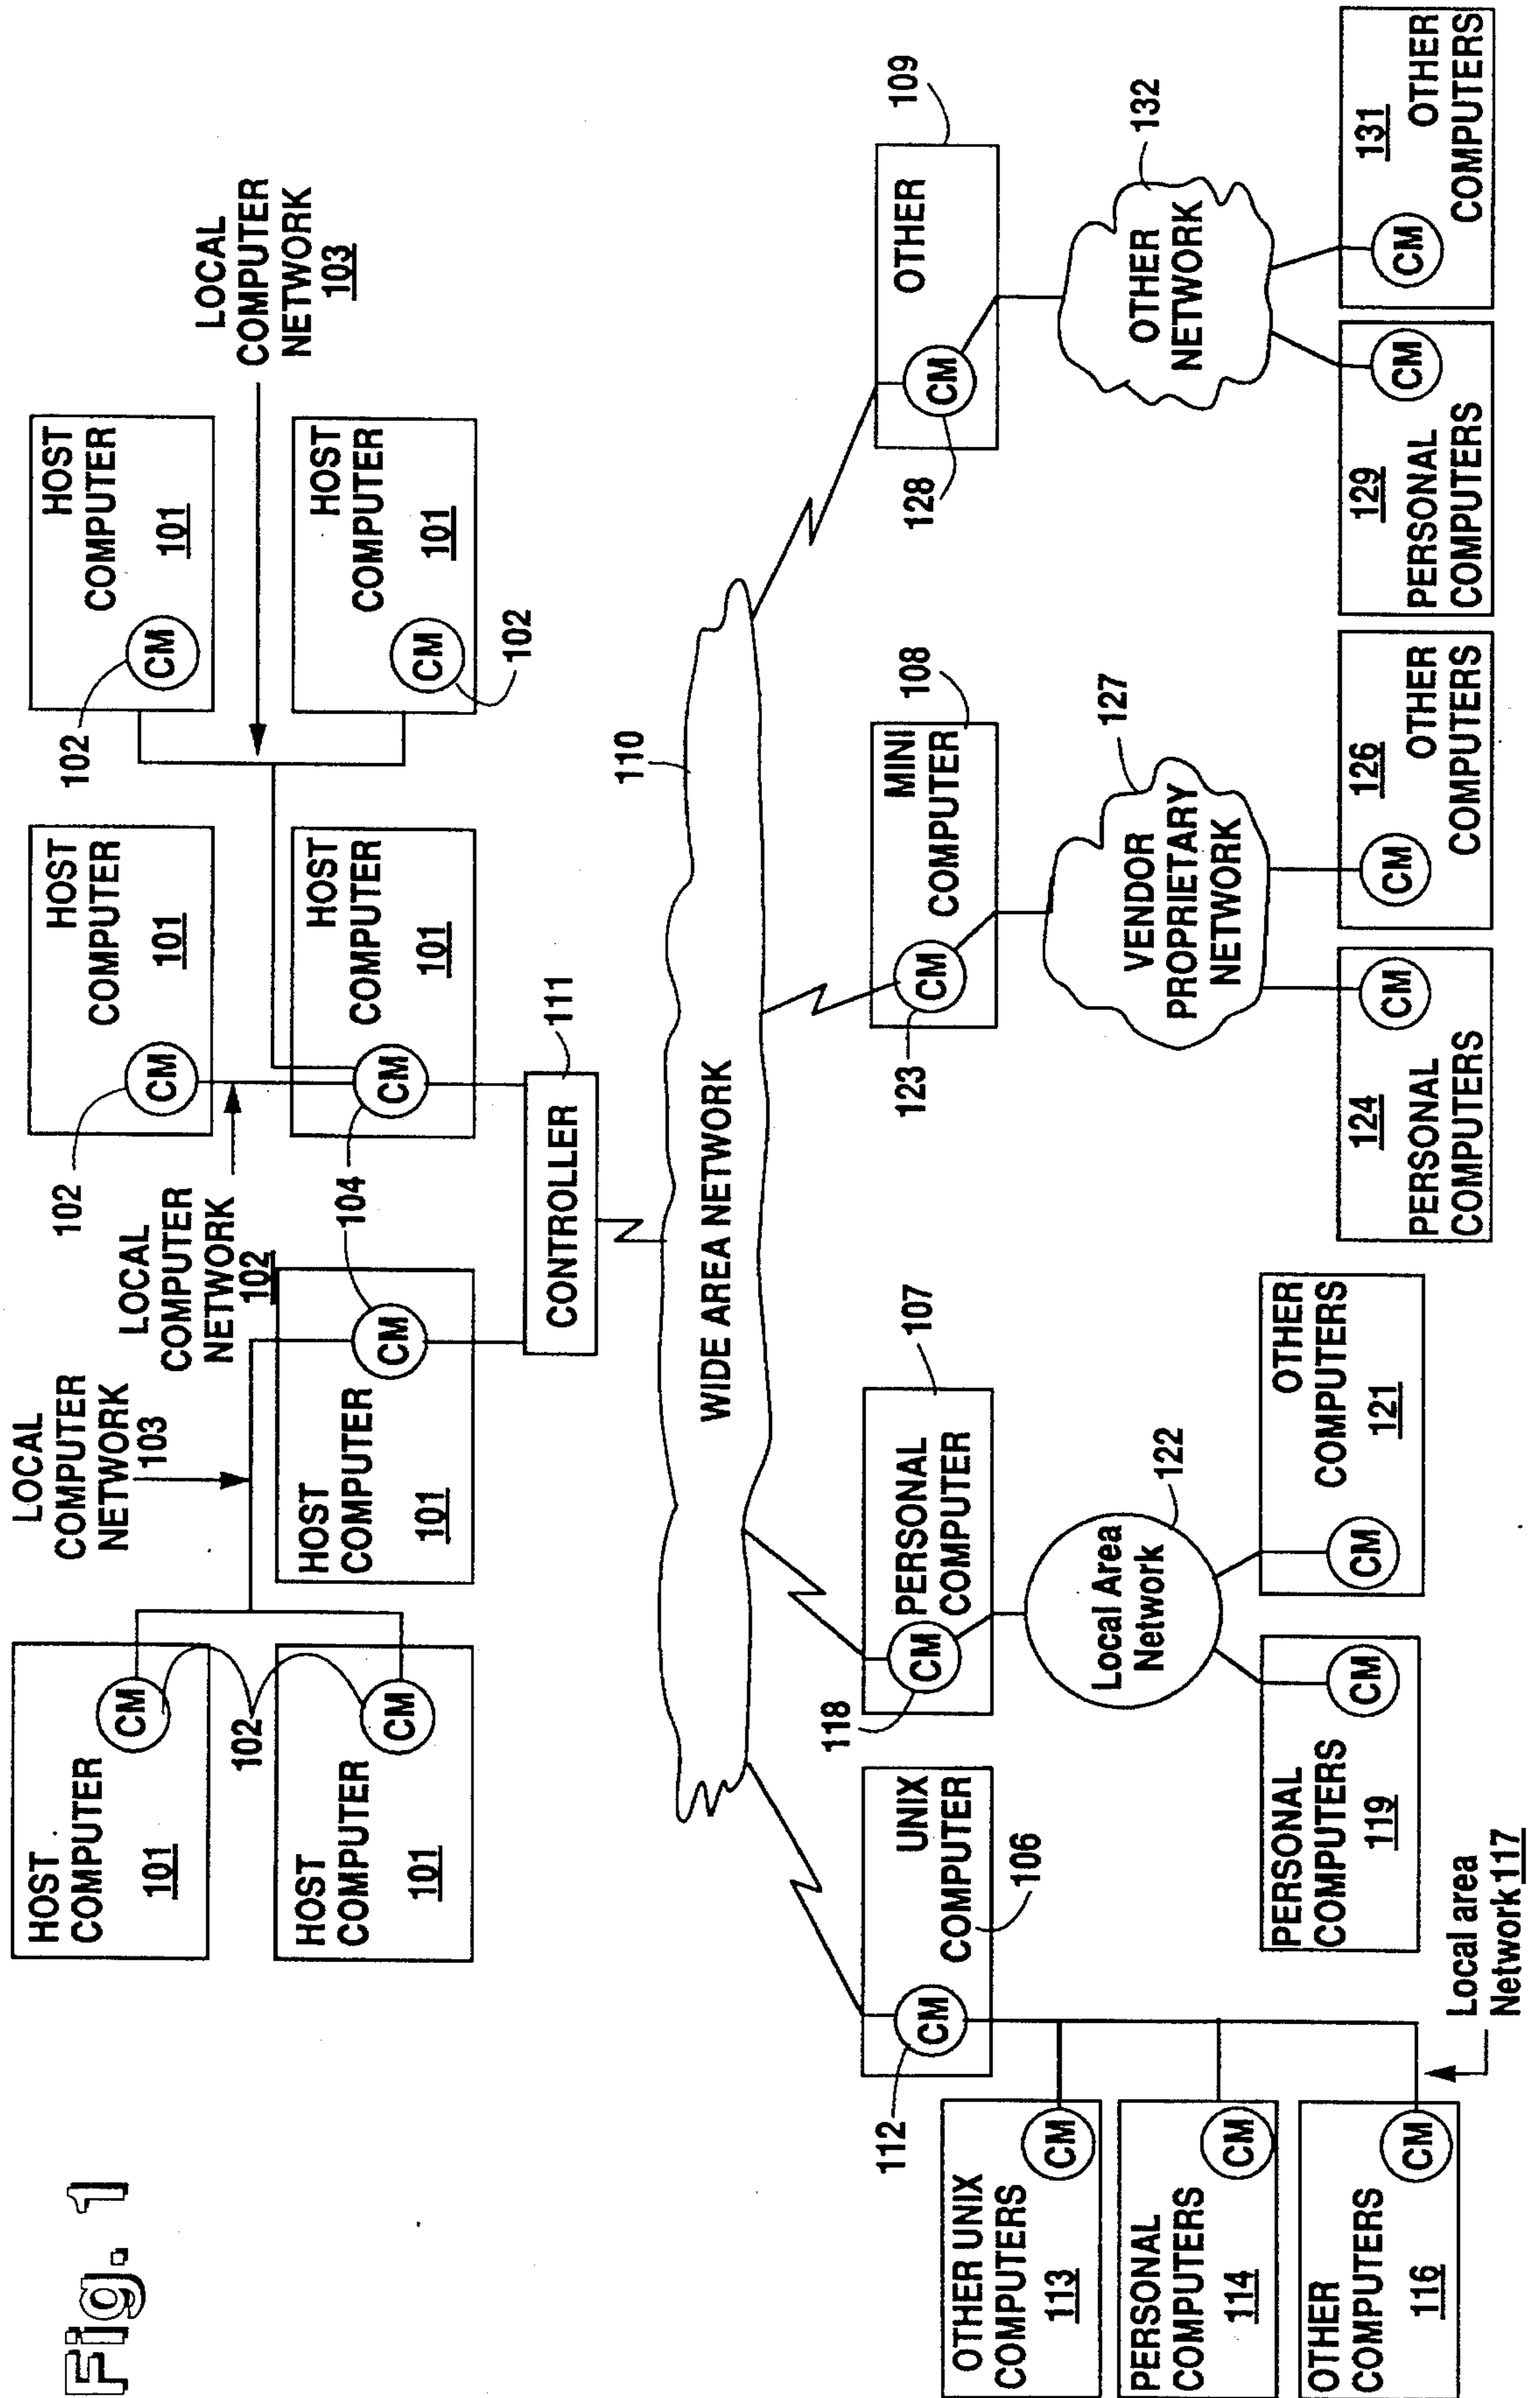 Fig. 1
HOST
COMPUTER
101
CM
HOST
COMPUTER
101
CM
102
LOCAL
COMPUTER
NETWORK
103
HOST
COMPUTER
101
CM
104
LOCAL
COMPUTER
NETWORK
102
HOST
COMPUTER
101
CM
102
HOST
COMPUTER
101
CM
HOST
COMPUTER
101
CM
102
HOST
COMPUTER
101
CM
102
LOCAL
COMPUTER
NETWORK
103
CONTROLLER
111
WIDE AREA NETWORK
110
UNIX
COMPUTER
106
CM
112
OTHER UNIX
COMPUTERS
113
CM
PERSONAL
COMPUTERS
114
CM
OTHER
COMPUTERS
116
CM
Local area
Network 117
PERSONAL
COMPUTER
107
CM
118
Local Area
Network
122
PERSONAL
COMPUTERS
119
CM
OTHER
COMPUTERS
121
CM
MINI
COMPUTER
108
CM
123
VENDOR
PROPRIETARY
NETWORK
127
124
PERSONAL
COMPUTERS
CM
126
OTHER
COMPUTERS
CM
OTHER
109
CM
128
OTHER
NETWORK
132
129
PERSONAL
COMPUTERS
CM
131
OTHER
COMPUTERS
CM